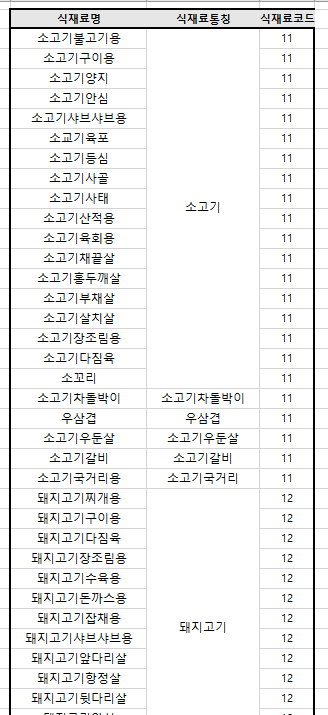 식재료명 식재료통칭 식재료코드
소고기불고기용 11
소고기구이용 11
소고기양지 11
소고기안심 11
소고기샤브샤브용 11
소교기육포 11
소고기등심 11
소고기사골 11
소고기사태 소고기 11
소고기산적용 11
소고기육회용 11
소고기채끝살 11
소고기홍두깨살 11
소고기부채살 11
소고기살치살 11
소고기장조림용 11
소고기다짐육 11
소꼬리 11
소고기차돌박이 소고기차돌박이 11
우삼겹 우삼겹 11
소고기우둔살 소고기우둔살 11
소고기갈비 소고기갈비 11
소고기국거리용 소고기국거리 11
돼지고기찌개용 12
돼지고기구이용 12
돼지고기다짐육 12
돼지고기장조림용 12
돼지고기수육용 12
돼지고기돈까스용 12
돼지고기잡채용 돼지고기 12
돼지고기샤브샤브용 12
돼지고기앞다리살 12
돼지고기항정살 12
돼지고기뒷다리살 12